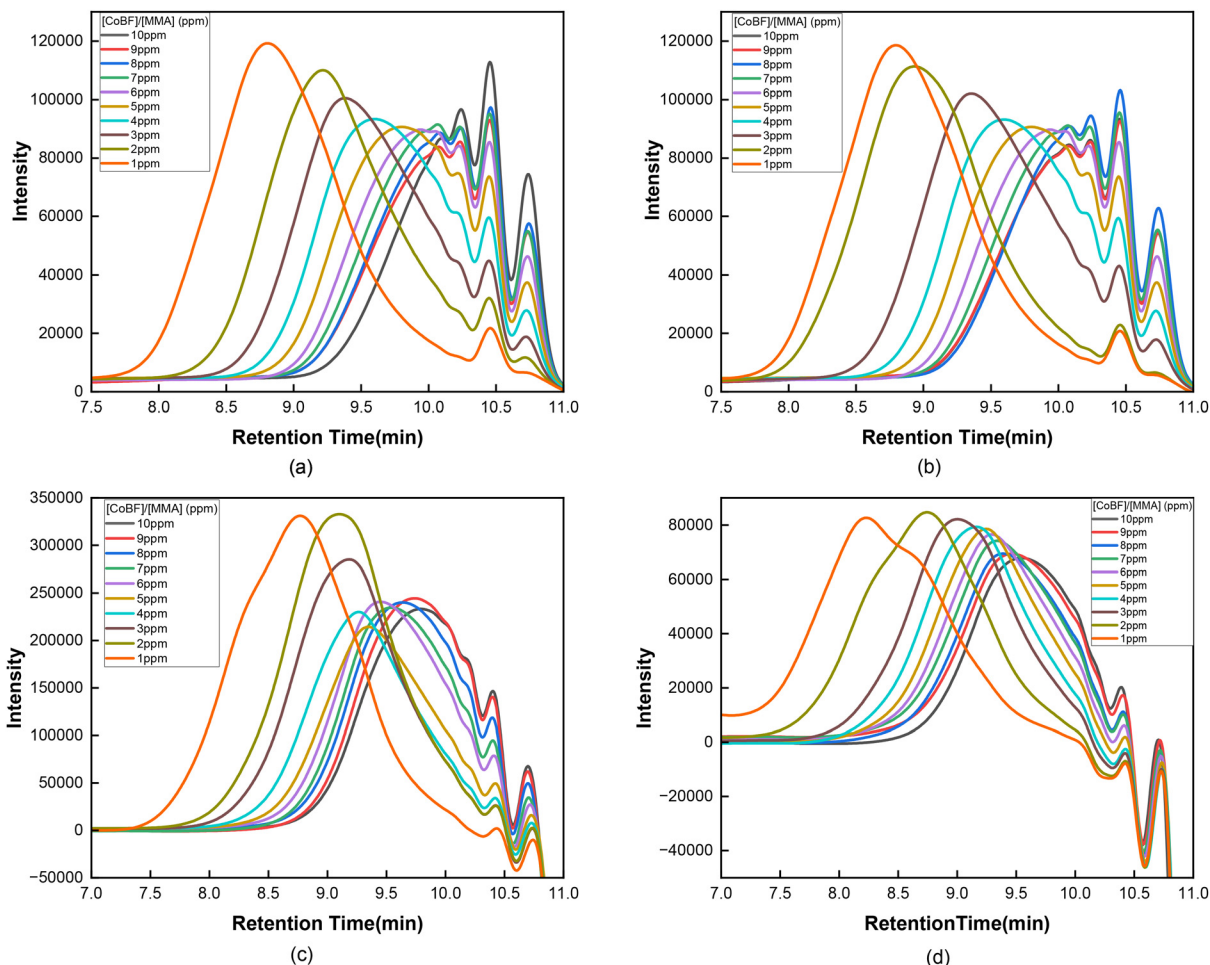 [CoBF]/[MMA] (ppm)
10ppm
9ppm
8ppm
7ppm
6ppm
5ppm
4ppm
3ppm
2ppm
1ppm
120000
100000
80000
60000
40000
20000
0
Intensity
7.5 8.0 8.5 9.0 9.5 10.0 10.5 11.0
Retention Time(min)
(a)
[CoBF]/[MMA] (ppm)
10ppm
9ppm
8ppm
7ppm
6ppm
5ppm
4ppm
3ppm
2ppm
1ppm
120000
100000
80000
60000
40000
20000
0
Intensity
7.5 8.0 8.5 9.0 9.5 10.0 10.5 11.0
Retention Time(min)
(b)
[CoBF]/[MMA] (ppm)
10ppm
9ppm
8ppm
7ppm
6ppm
5ppm
4ppm
3ppm
2ppm
1ppm
350000
300000
250000
200000
150000
100000
50000
0
−50000
Intensity
7.0 7.5 8.0 8.5 9.0 9.5 10.0 10.5 11.0
Retention Time(min)
(c)
[CoBF]/[MMA] (ppm)
10ppm
9ppm
8ppm
7ppm
6ppm
5ppm
4ppm
3ppm
2ppm
1ppm
80000
60000
40000
20000
0
−20000
−40000
Intensity
7.0 7.5 8.0 8.5 9.0 9.5 10.0 10.5 11.0
RetentionTime(min)
(d)